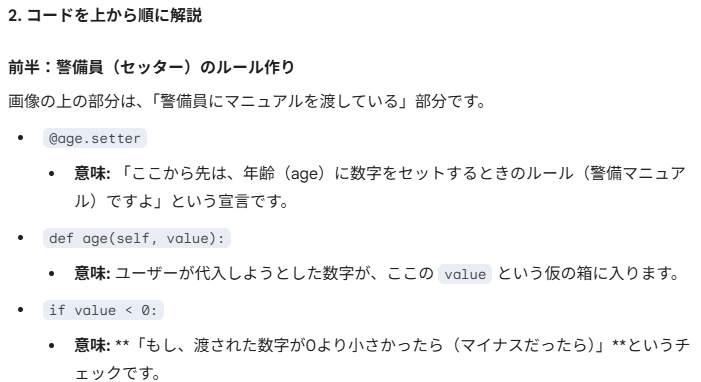 2. コードを上から順に解説
前半：警備員（セッター）のルール作り
画像の上の部分は、「警備員にマニュアルを渡している」部分です。
• @age.setter
• 意味: 「ここから先は、年齢（age）に数字をセットするときのルール（警備マニュア
ル）ですよ」という宣言です。
• def age(self, value):
• 意味: ユーザーが代入しようとした数字が、ここの value という仮の箱に入ります。
• if value < 0:
• 意味: **「もし、渡された数字が0より小さかったら（マイナスだったら）」**というチ
ェックです。